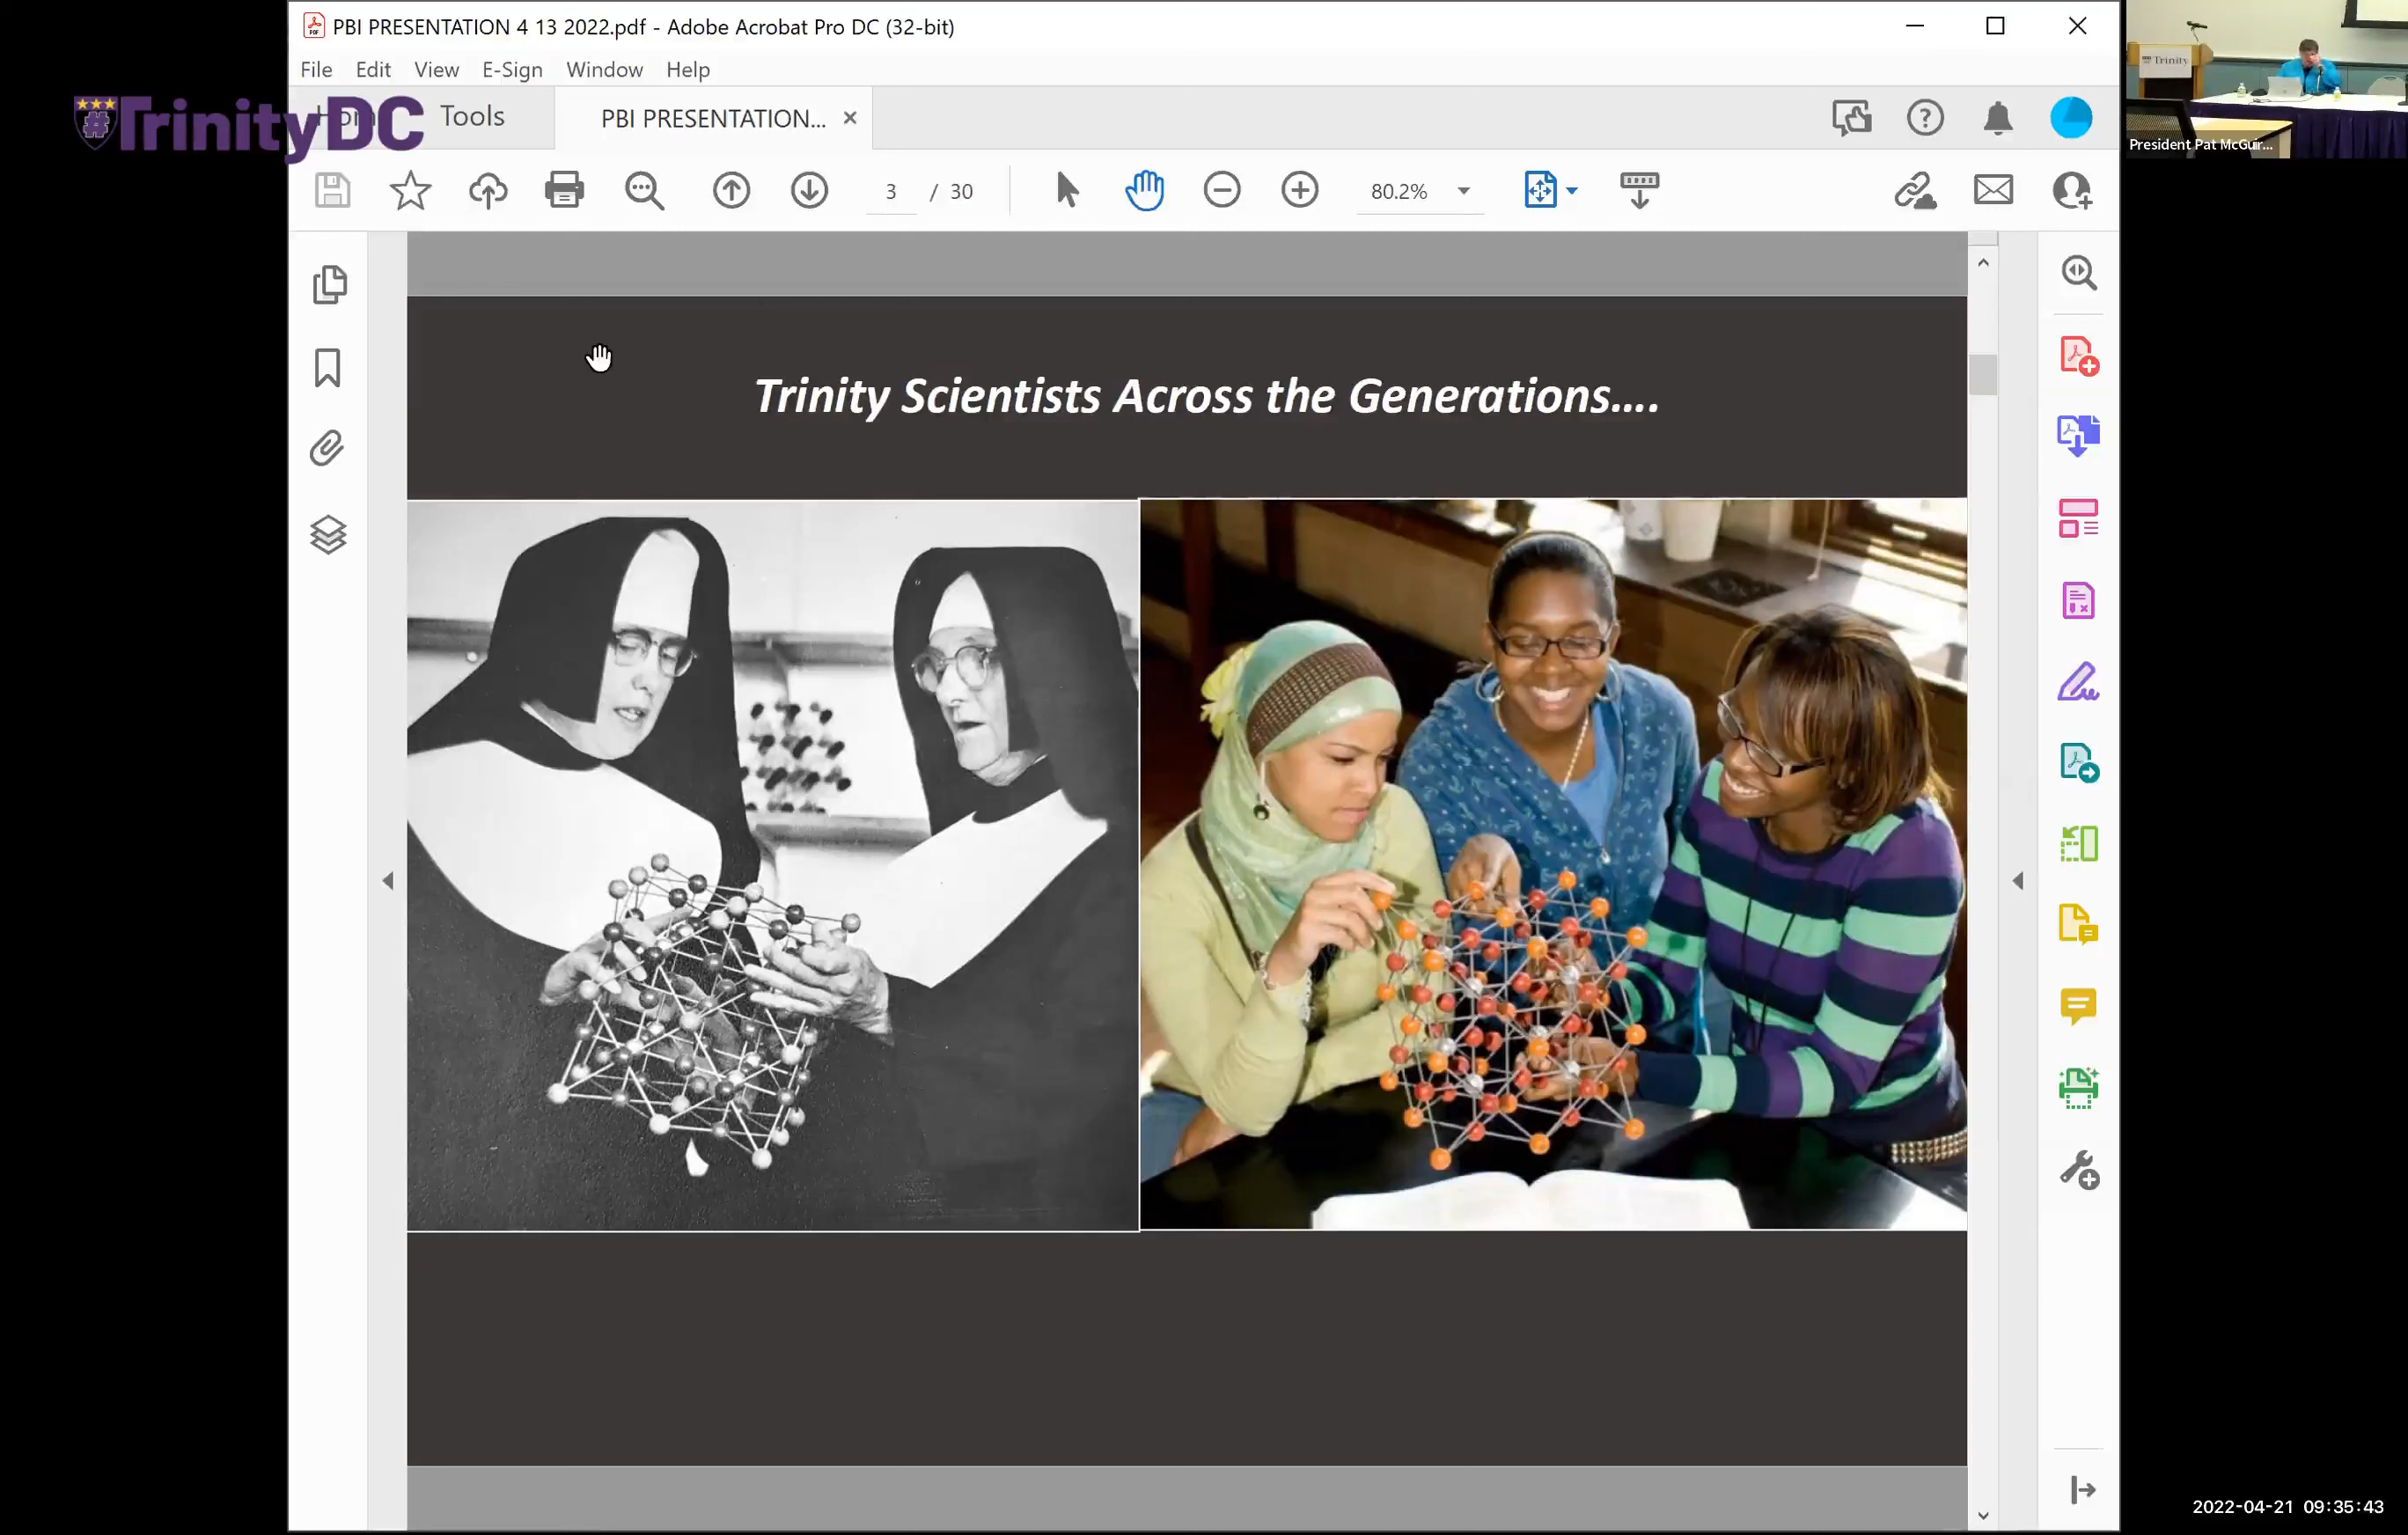 PBI PRESENTATION 4 13 2022.pdf - Adobe Acrobat Pro DC (32-bit)
File Edit View E-Sign Window Help
TrinityDC
Tools
PBI PRESENTATION...
3 / 30
80.2%
Trinity Scientists Across the Generations....
Trinity
President Pat McGuir...
2022-04-21 09:35:43